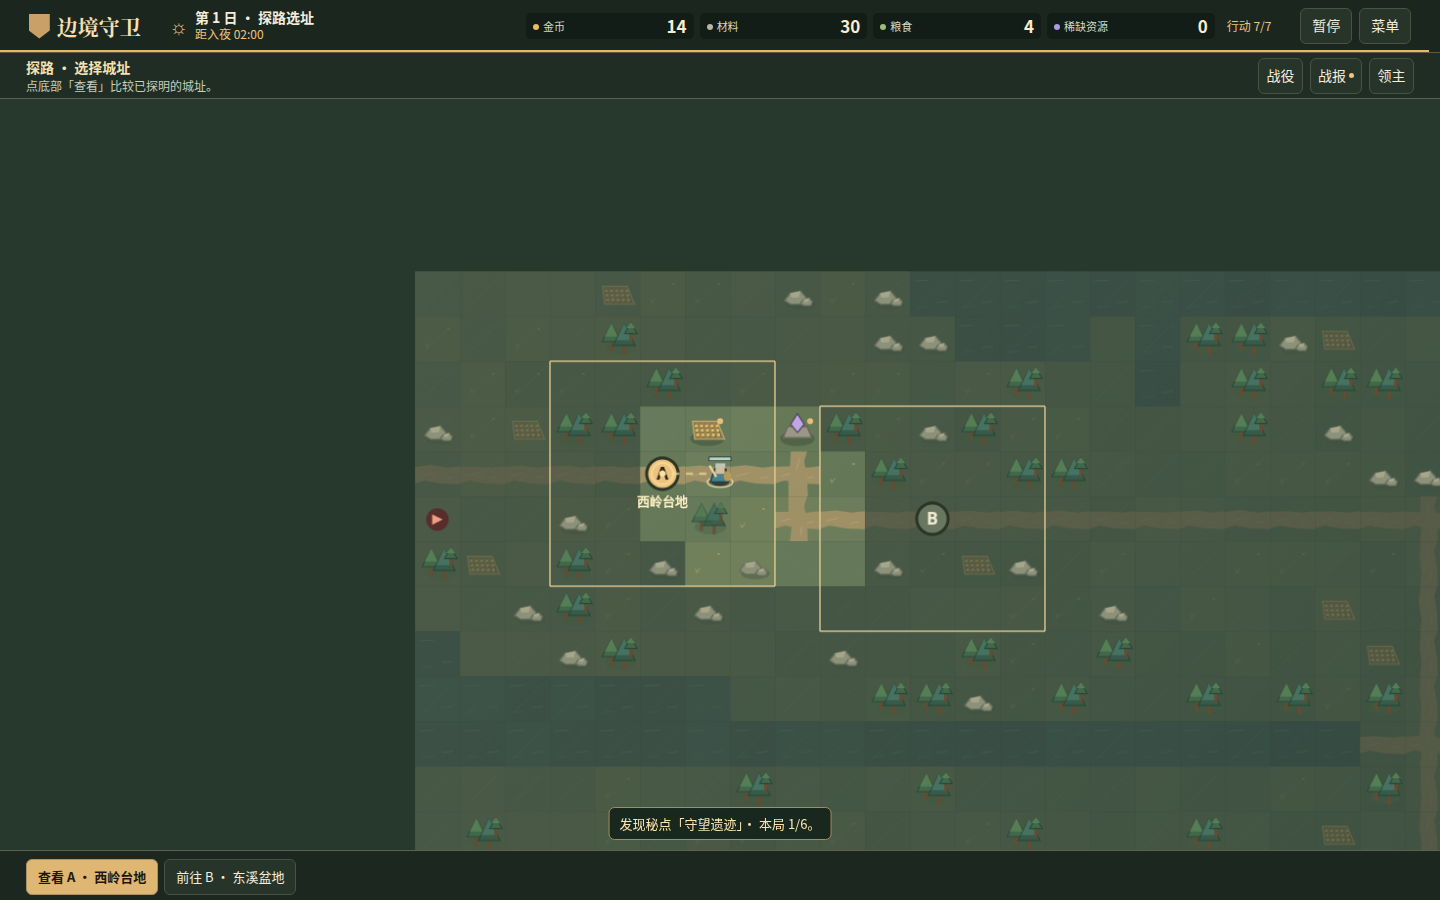 边境守卫
第 1 日 · 探路选址
距入夜 02:00
金币 14
材料 30
粮食 4
稀缺资源 0
行动 7/7
暂停
菜单
探路 · 选择城址
点底部「查看」比较已探明的城址。
战役
战报
领主
A
西岭台地
B
发现秘点「守望遗迹」· 本局 1/6。
查看 A · 西岭台地
前往 B · 东溪盆地